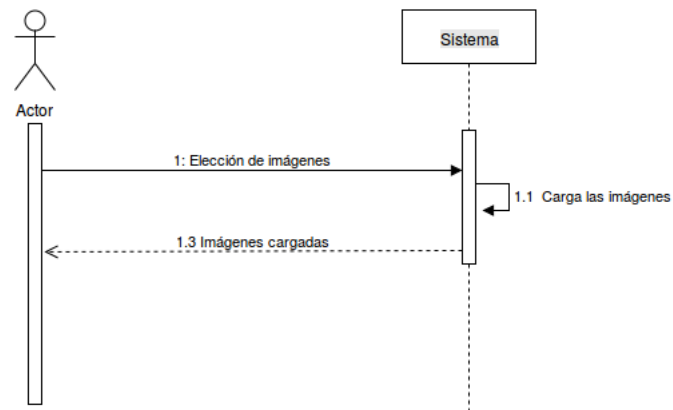 Sistema
Actor
1: Elección de imágenes
1.1 Carga las imágenes
1.3 Imágenes cargadas